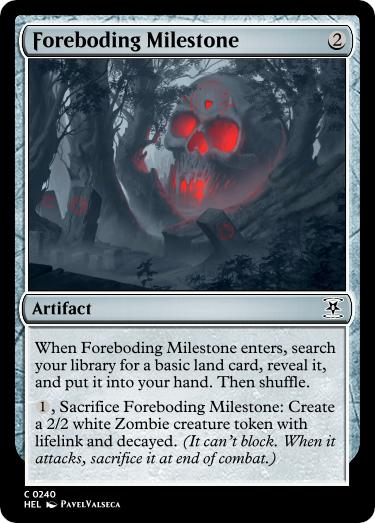 Foreboding Milestone 2
Artifact
When Foreboding Milestone enters, search
your library for a basic land card, reveal it,
and put it into your hand. Then shuffle.
1, Sacrifice Foreboding Milestone: Create
a 2/2 white Zombie creature token with
lifelink and decayed. (It can't block. When it
attacks, sacrifice it at end of combat.)
C 0240
HEL PavelValseca